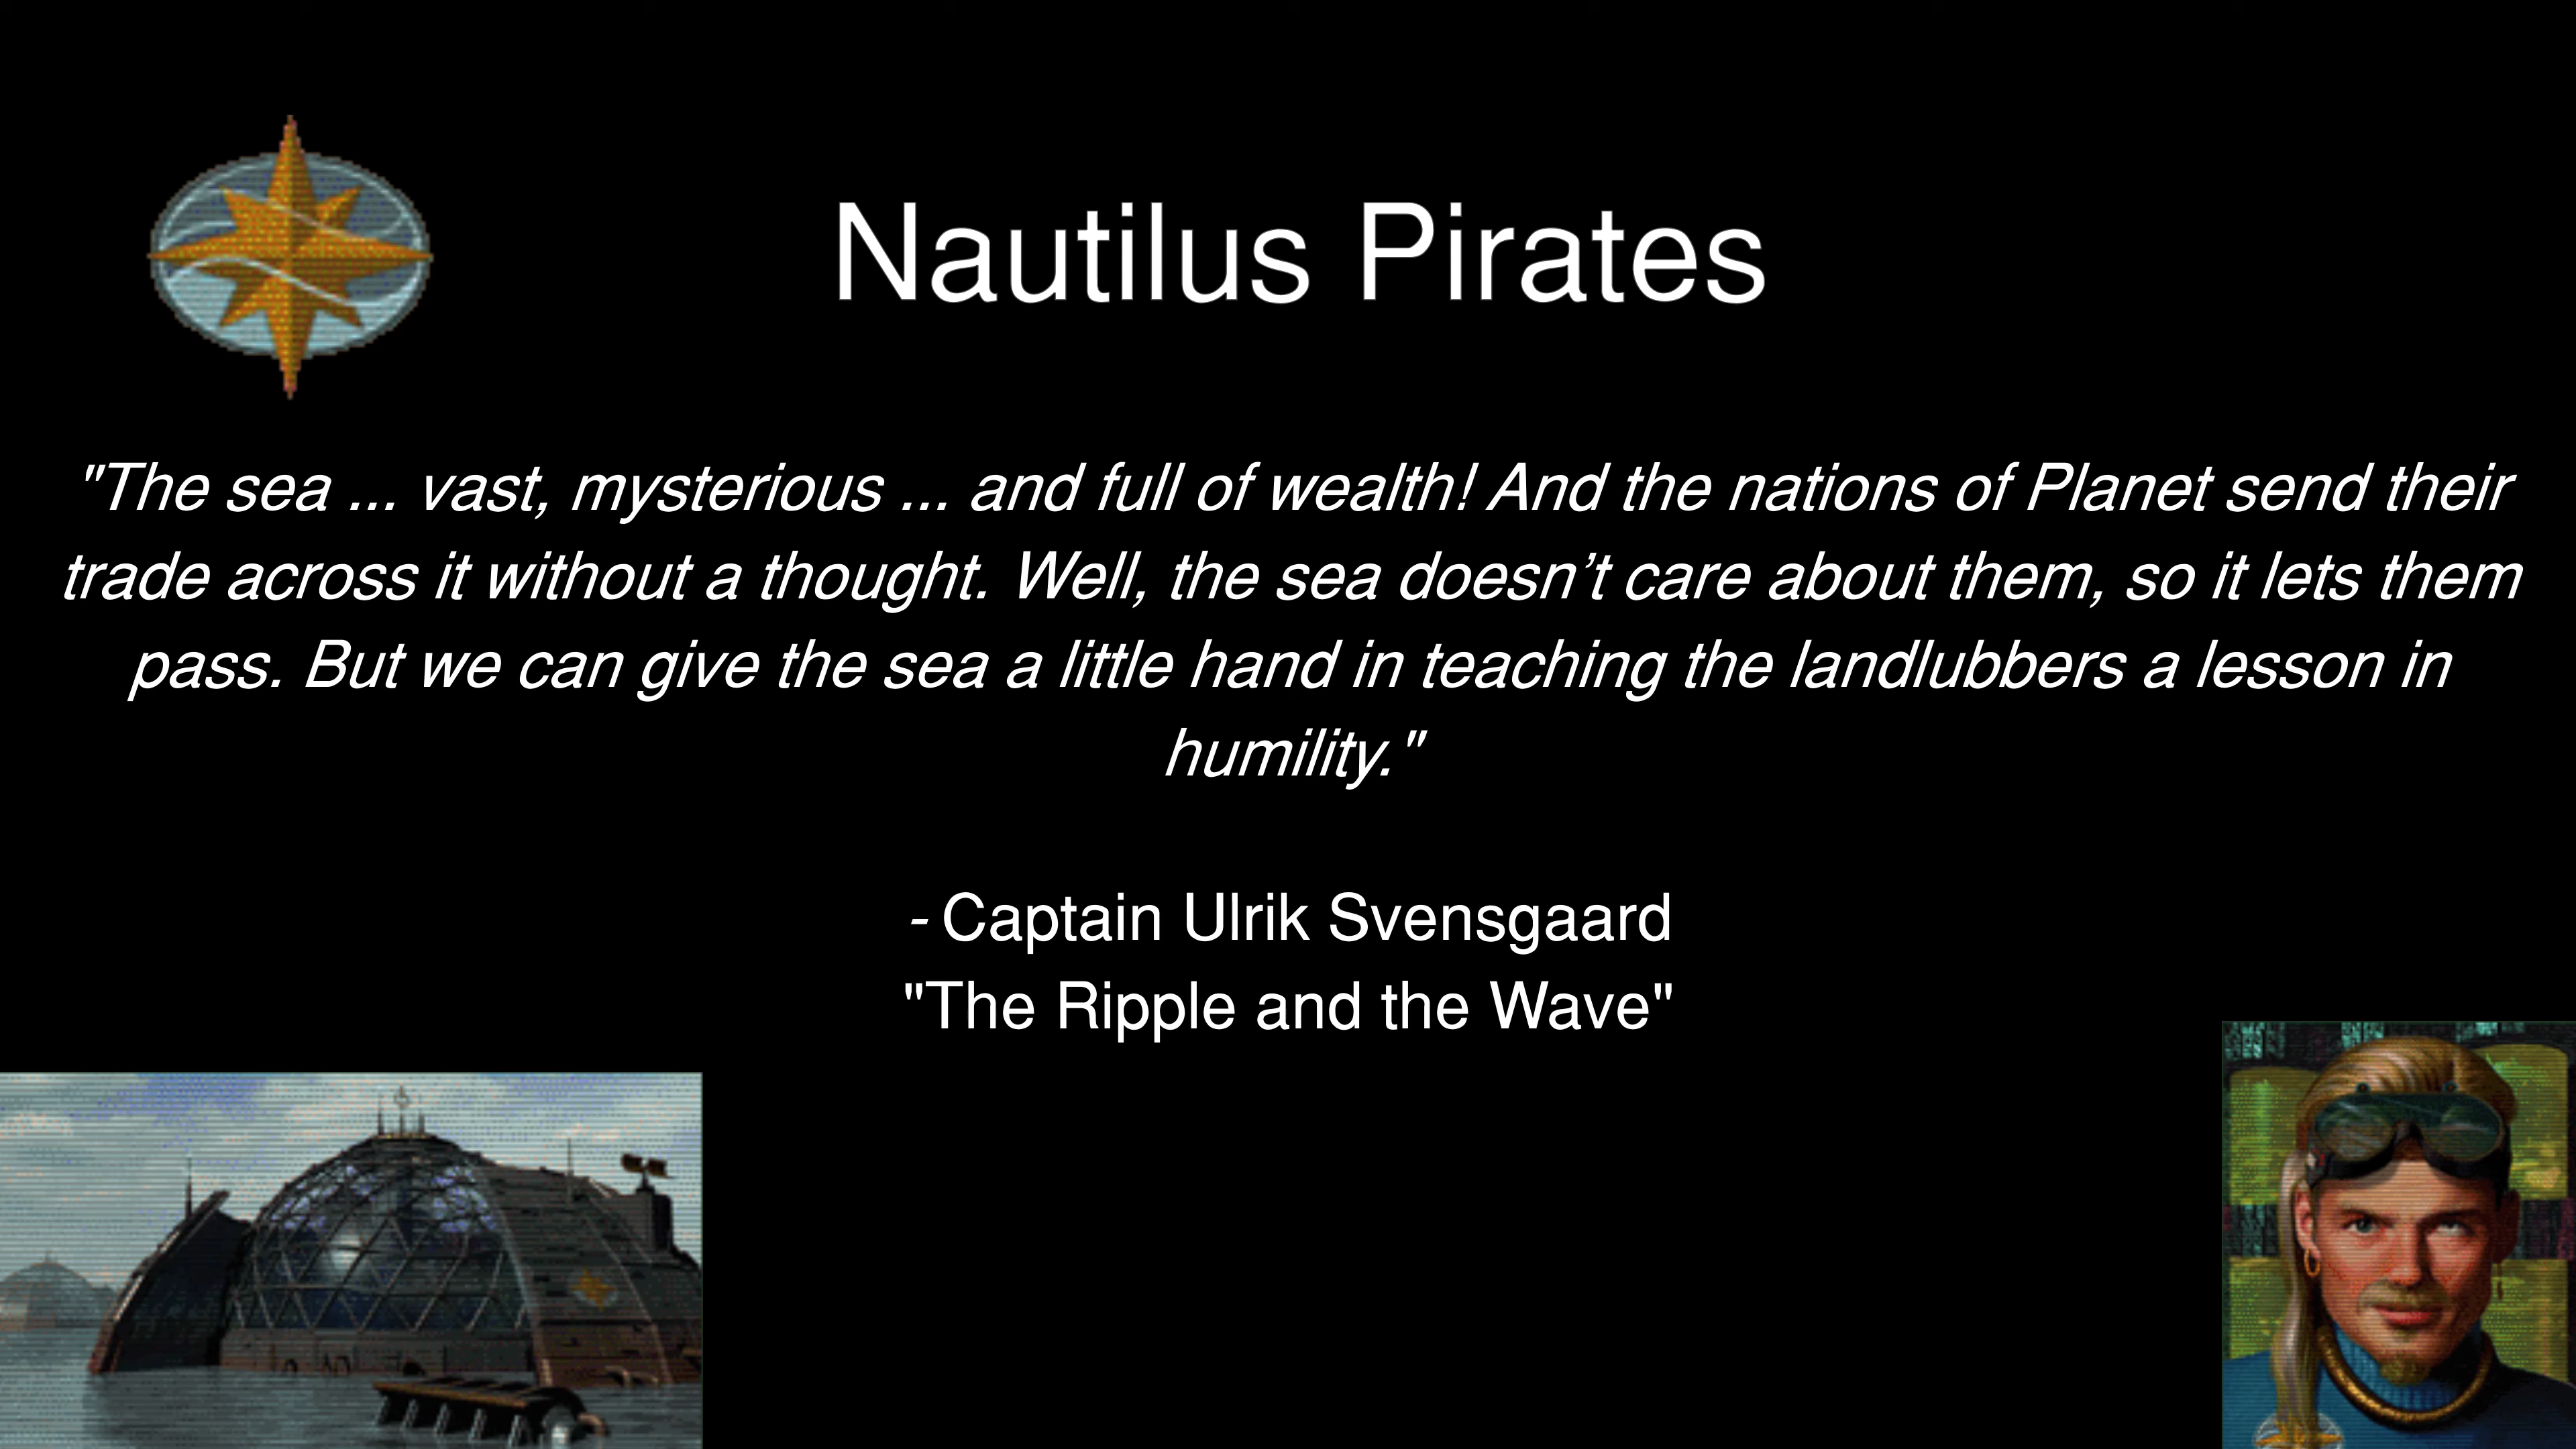 Nautilus Pirates
"The sea ... vast, mysterious ... and full of wealth! And the nations of Planet send their
trade across it without a thought. Well, the sea doesn’t care about them, so it lets them
pass. But we can give the sea a little hand in teaching the landlubbers a lesson in
humility."
- Captain Ulrik Svensgaard
"The Ripple and the Wave"